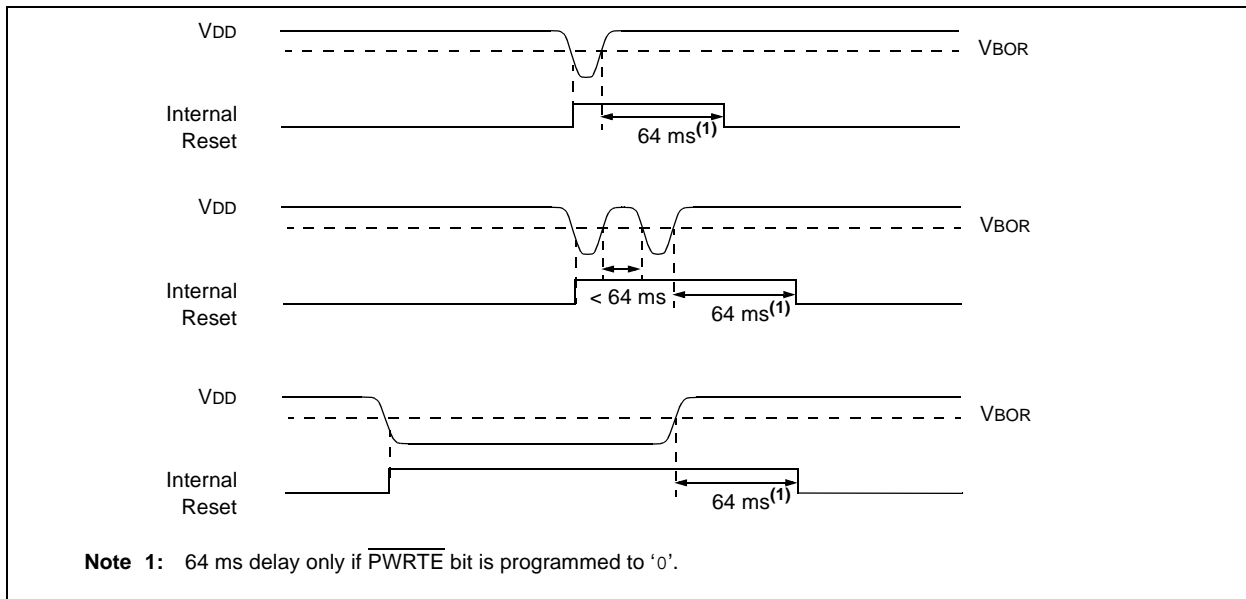 VDD
VBOR
Internal
Reset
64 ms(1)
VDD
VBOR
Internal
Reset
< 64 ms
64 ms(1)
VDD
VBOR
Internal
Reset
64 ms(1)
Note 1: 64 ms delay only if PWRTE bit is programmed to ‘0’.